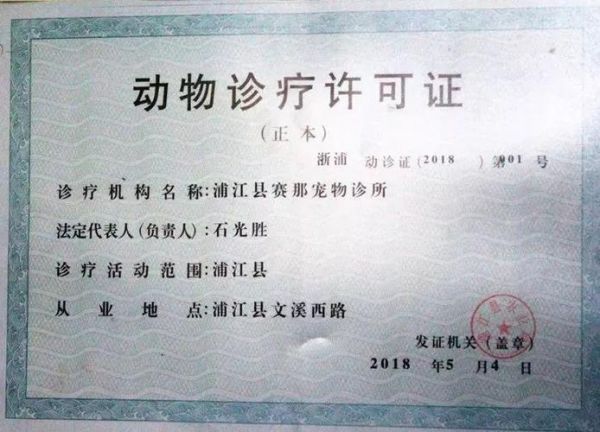 动物诊疗许可证
(正本)
浙浦 动诊证(2018 )第001号
诊疗机构名称:浦江县赛那宠物诊所
法定代表人(负责人):石光胜
诊疗活动范围:浦江县
从业地点:浦江县文溪西路
发证机关(盖章)
2018 年5月4日